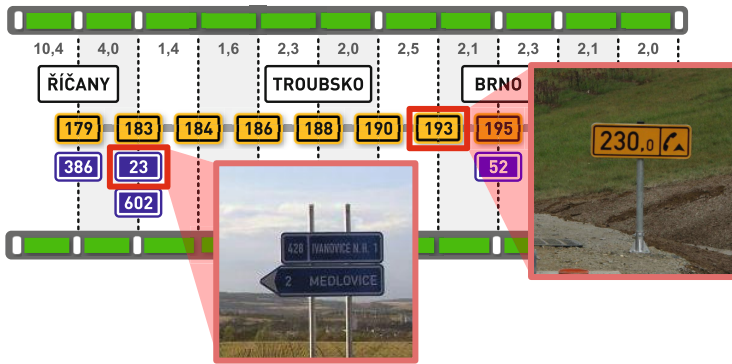 10,4 4,0 1,4 1,6 2,3 2,0 2,5 2,1 2,3 2,1 2,0
ŘÍČANY TROUBSKO BRNO
179 183 184 186 188 190 193 195
386 23 52
602
230,0
428 IVANOVICE N.H. 1
2 MEDLOVICE